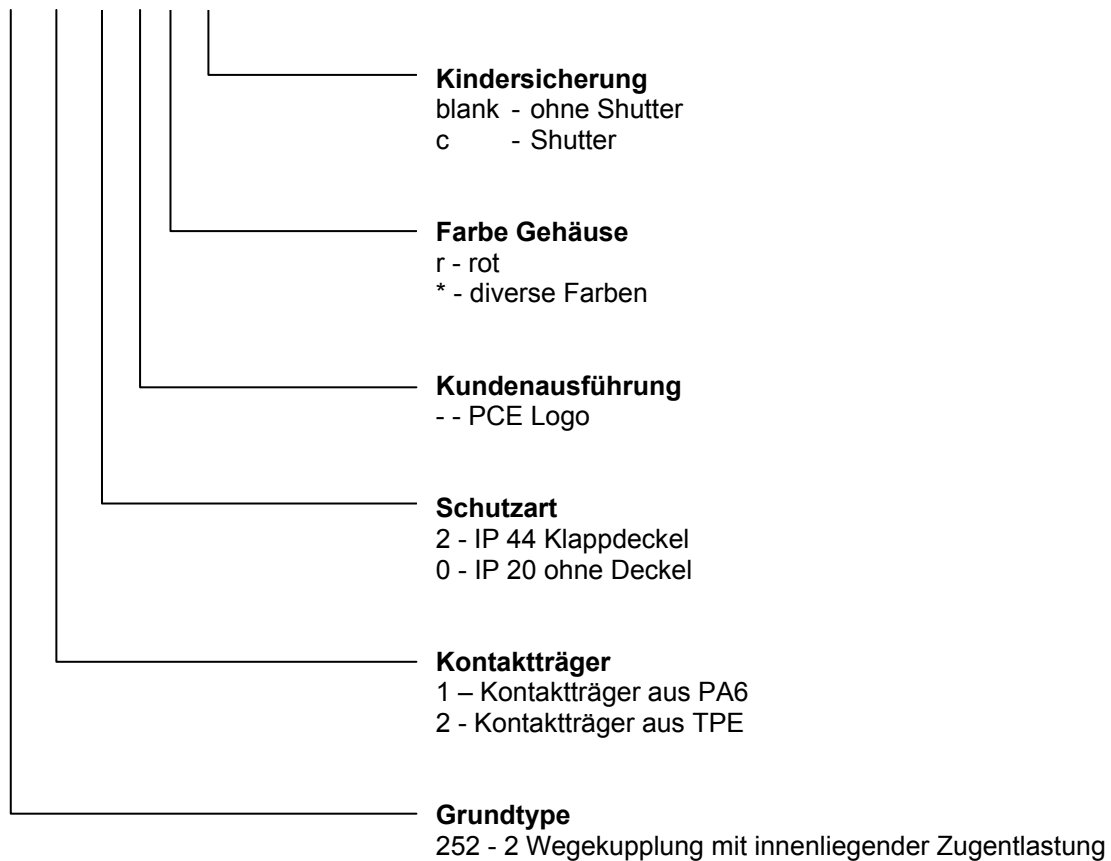 Kindersicherung
blank - ohne Shutter
c - Shutter
Farbe Gehäuse
r - rot
* - diverse Farben
Kundenausführung
- - PCE Logo
Schutzart
2 - IP 44 Klappdeckel
0 - IP 20 ohne Deckel
Kontaktträger
1 – Kontaktträger aus PA6
2 - Kontaktträger aus TPE
Grundtype
252 - 2 Wegekupplung mit innenliegender Zugentlastung